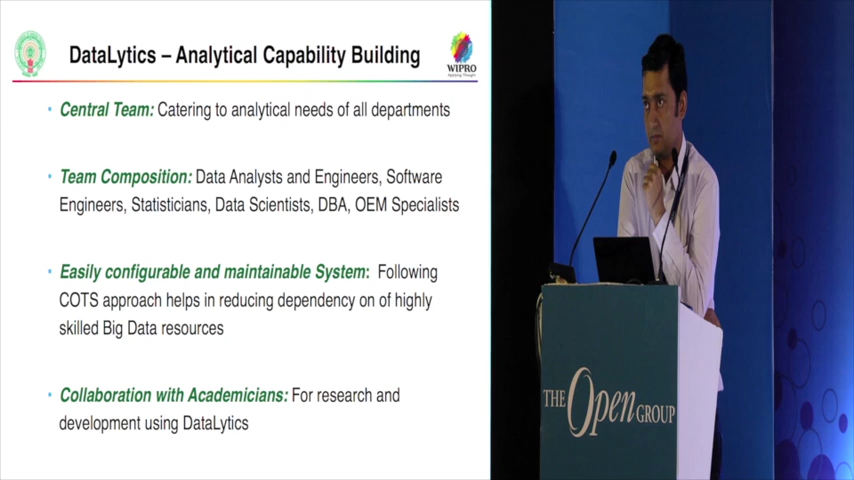 DataLytics – Analytical Capability Building
WIPRO
Applying Thought
• Central Team: Catering to analytical needs of all departments
• Team Composition: Data Analysts and Engineers, Software
Engineers, Statisticians, Data Scientists, DBA, OEM Specialists
• Easily configurable and maintainable System: Following
COTS approach helps in reducing dependency on of highly
skilled Big Data resources
• Collaboration with Academicians: For research and
development using DataLytics
THE Open GROUP